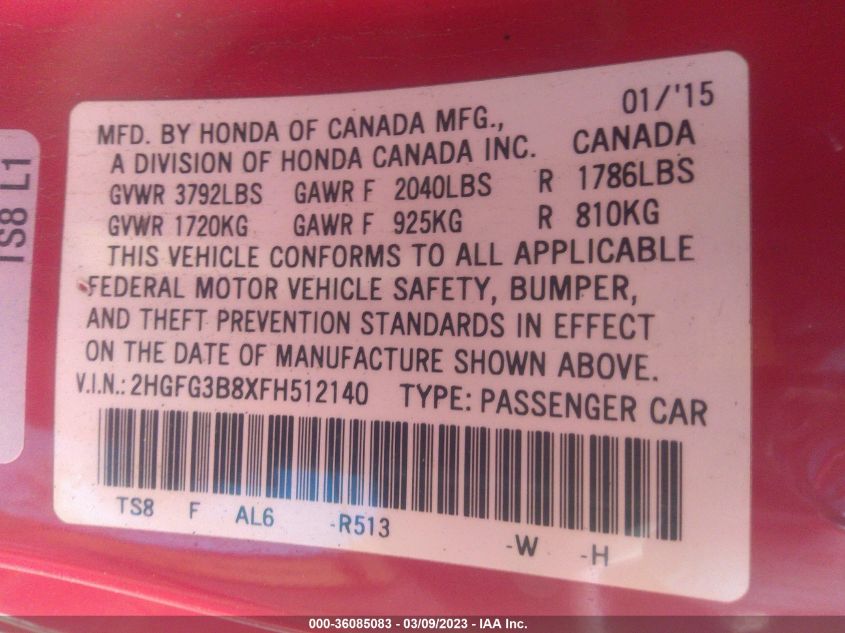 01/'15
MFD. BY HONDA OF CANADA MFG.,
A DIVISION OF HONDA CANADA INC. CANADA
GVWR 3792LBS GAWR F 2040LBS R 1786LBS
GVWR 1720KG GAWR F 925KG R 810KG
THIS VEHICLE CONFORMS TO ALL APPLICABLE
FEDERAL MOTOR VEHICLE SAFETY, BUMPER,
AND THEFT PREVENTION STANDARDS IN EFFECT
ON THE DATE OF MANUFACTURE SHOWN ABOVE.
V.I.N.: 2HGFG3B8XFH512140 TYPE: PASSENGER CAR
TS8 F AL6 -R513 -W -H
TS8 L1
000-36085083 - 03/09/2023 - IAA Inc.